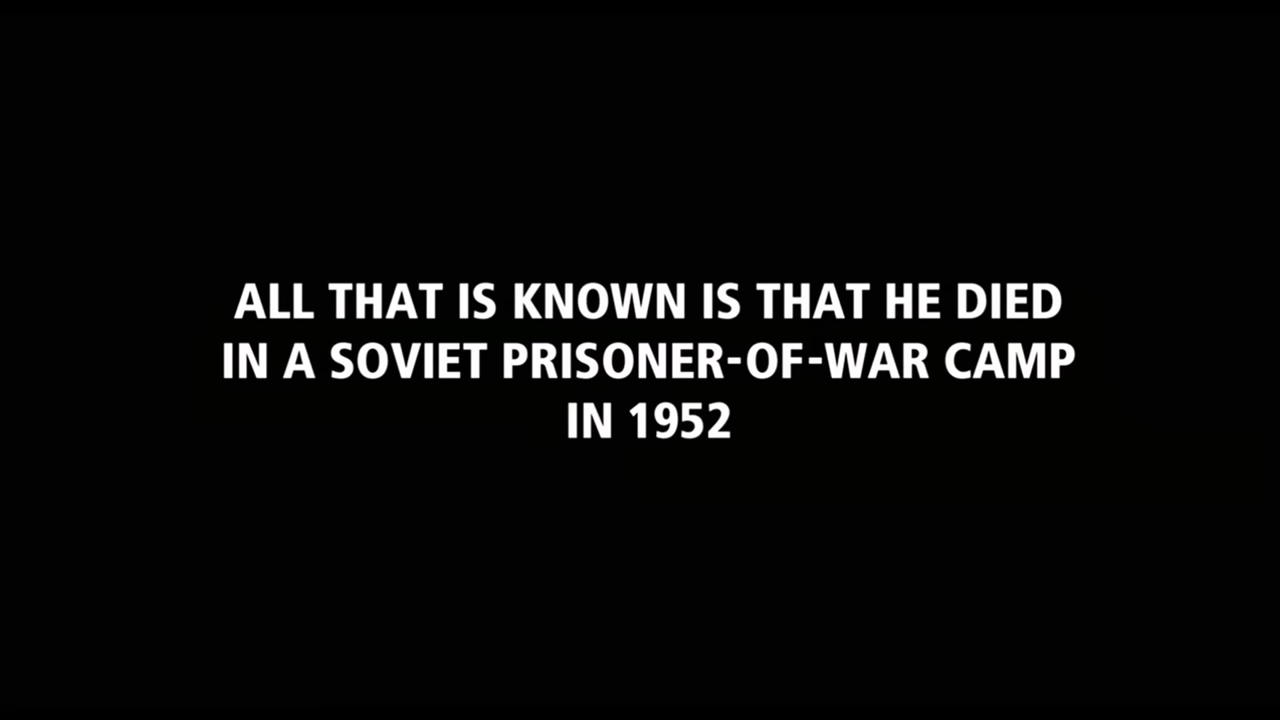 ALL THAT IS KNOWN IS THAT HE DIED
IN A SOVIET PRISONER-OF-WAR CAMP
IN 1952